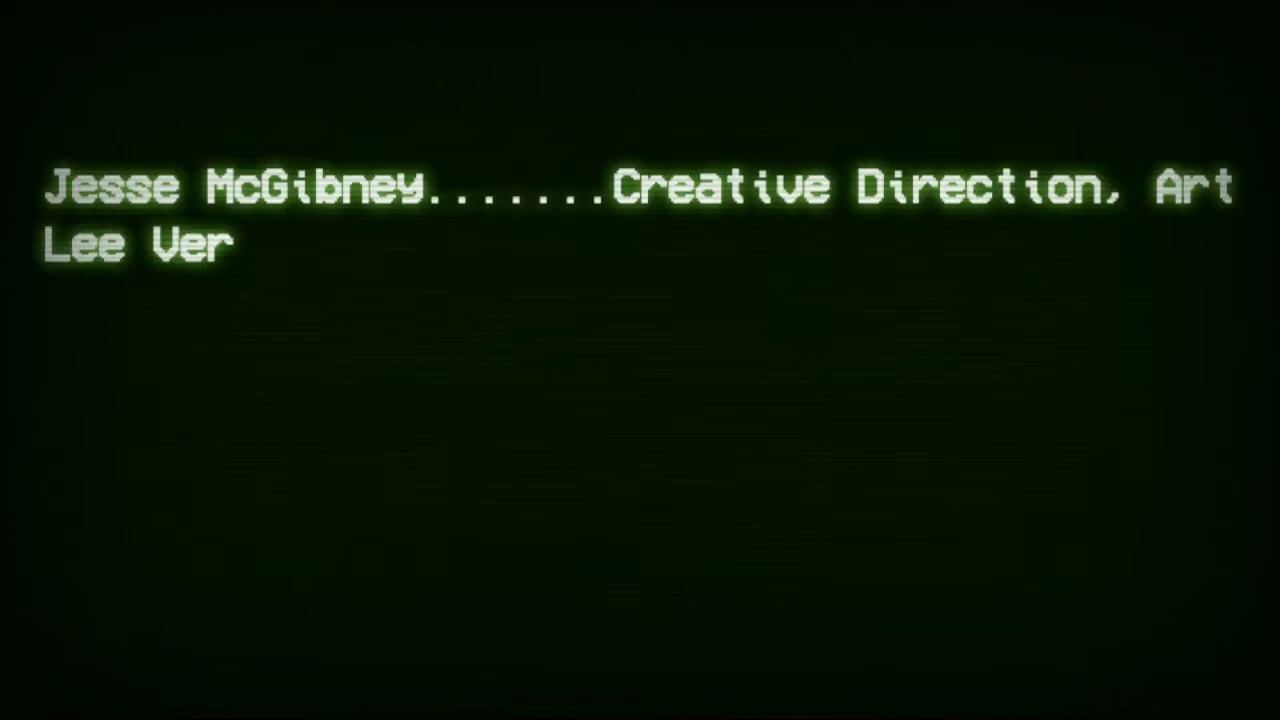 Jesse McGibney.......Creative Direction, Art
Lee Ver